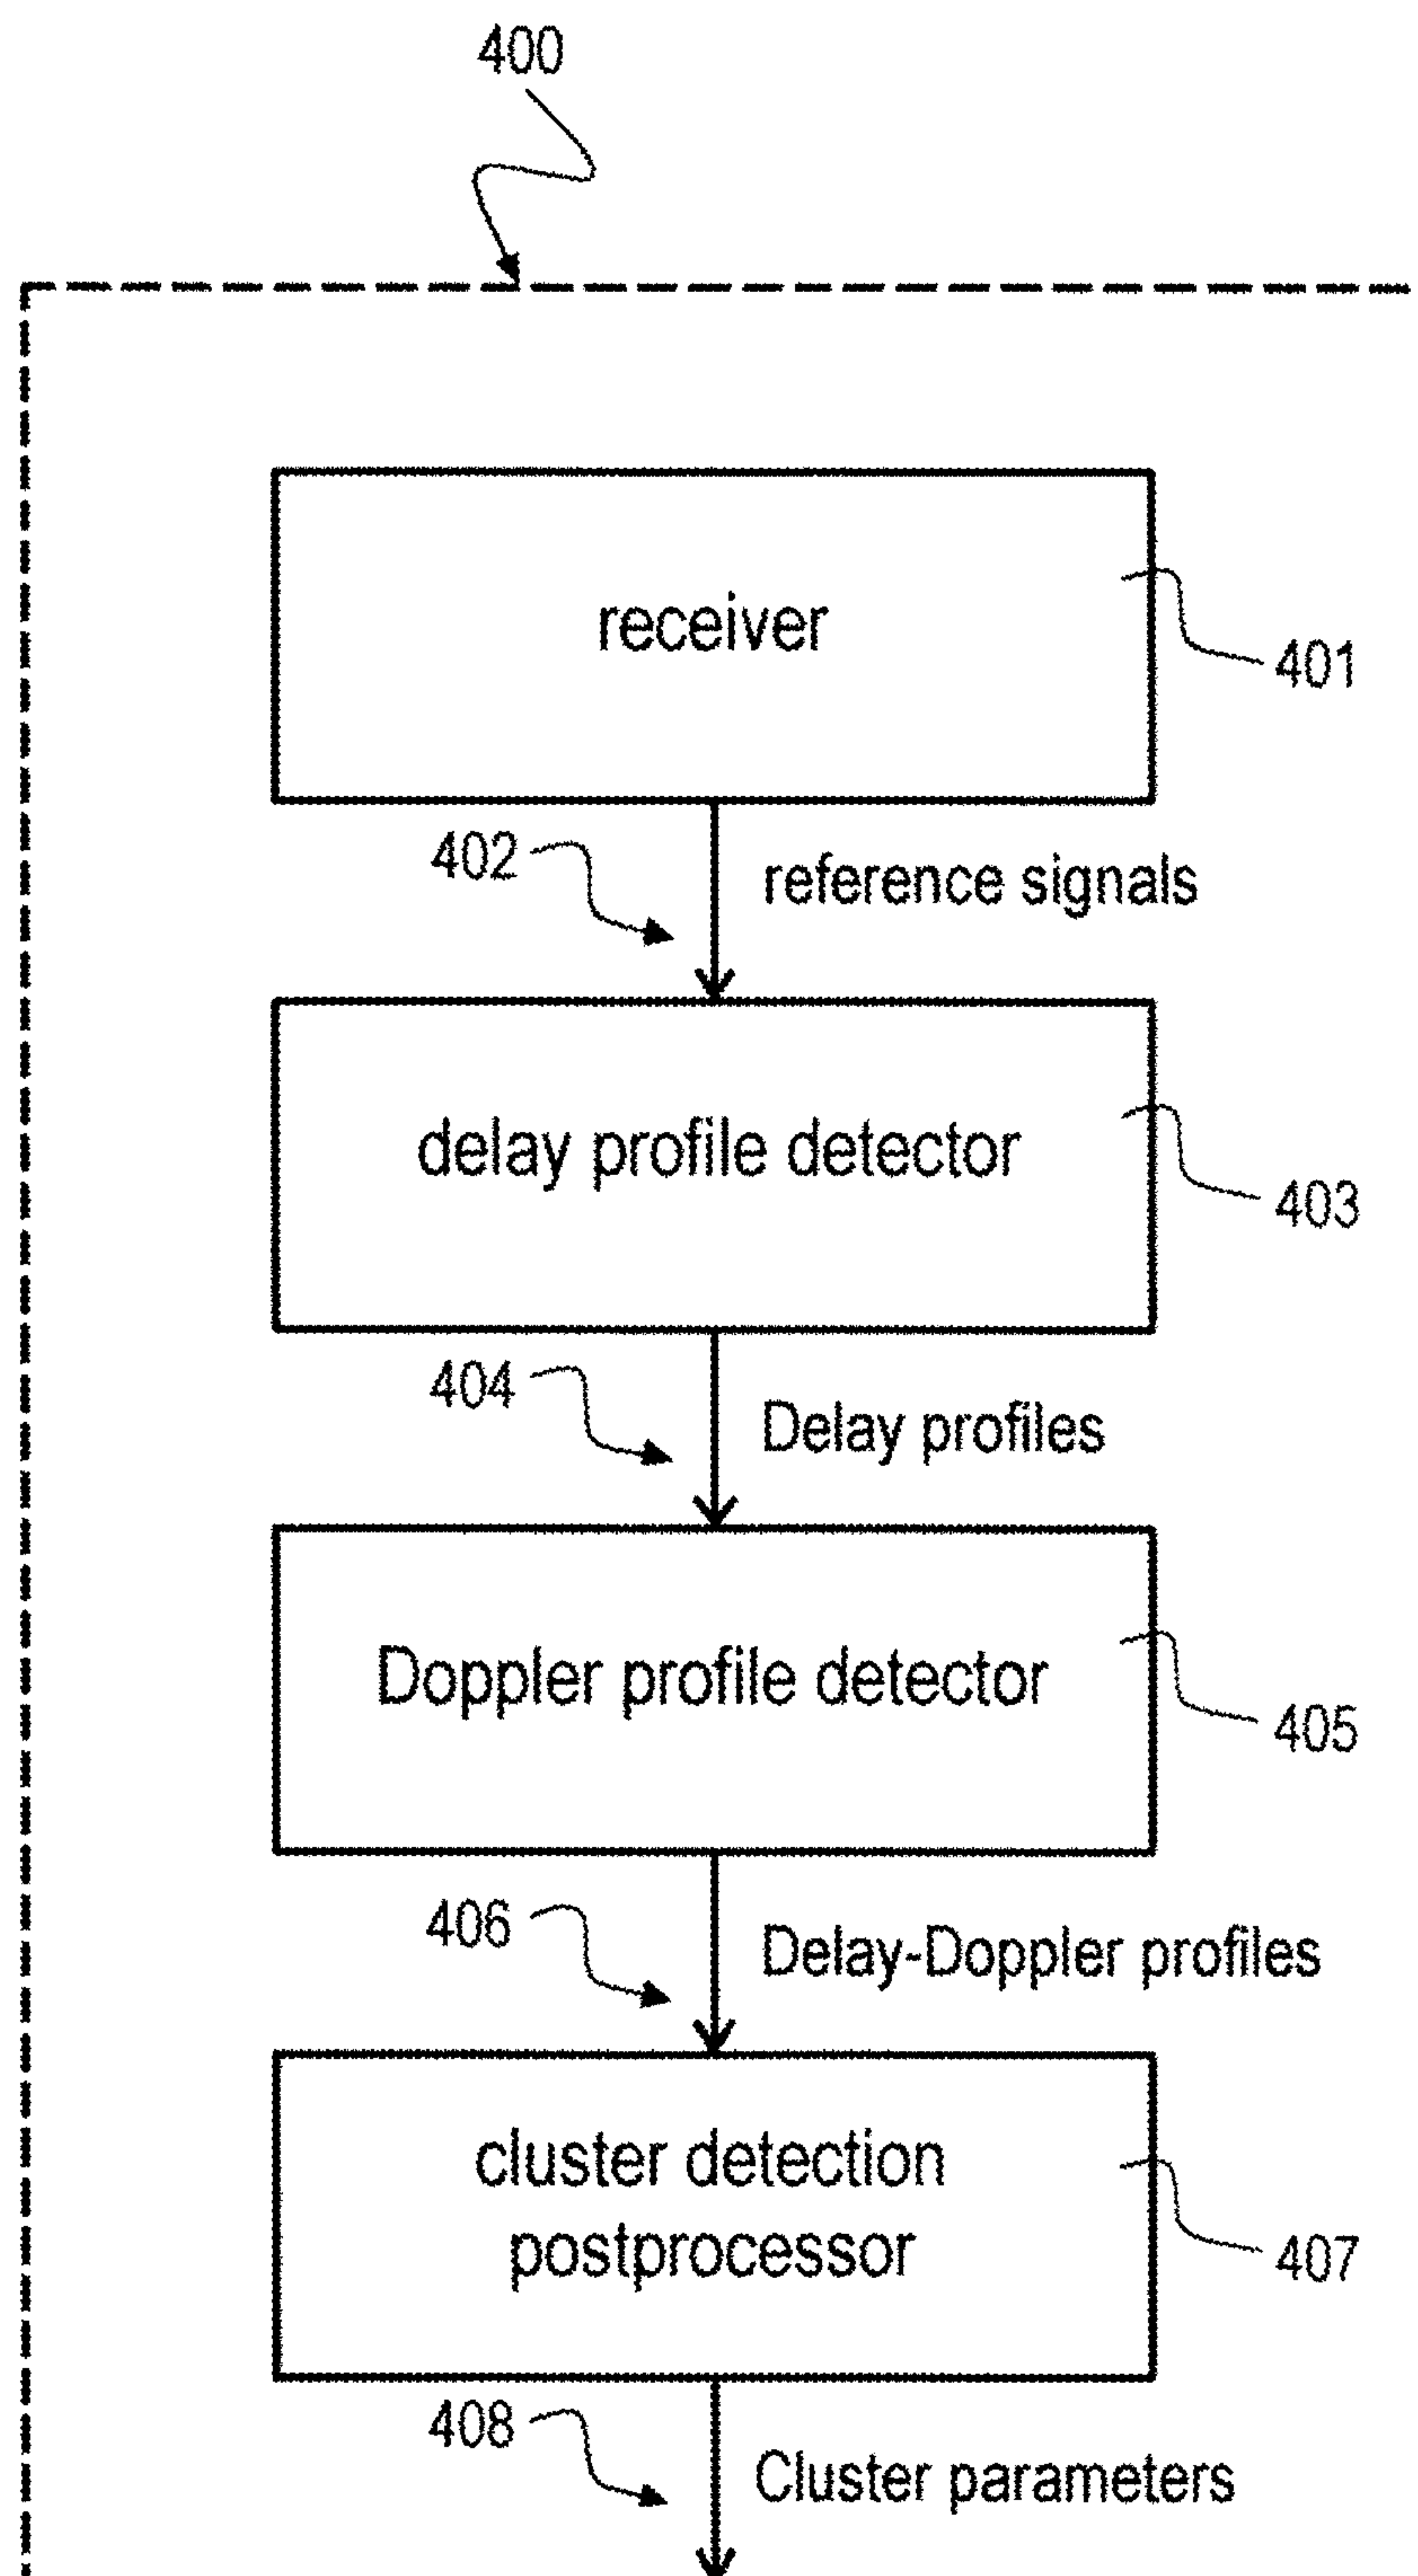 400
receiver
401
402
reference signals
delay profile detector
403
404
Delay profiles
Doppler profile detector
405
406
Delay-Doppler profiles
cluster detection
postprocessor
407
408
Cluster parameters